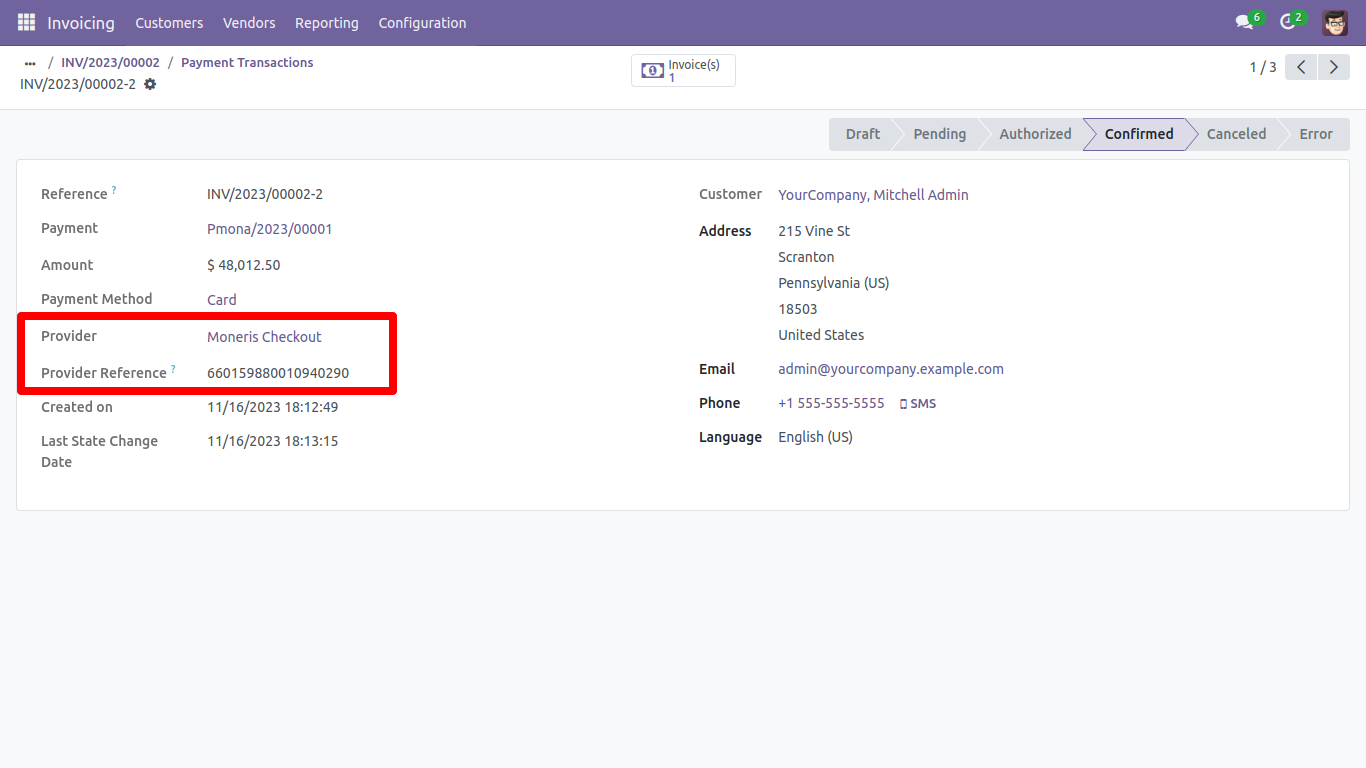 Invoicing Customers Vendors Reporting Configuration 6 2
... / INV/2023/00002 / Payment Transactions
INV/2023/00002-2
Invoice(s)
1
1 / 3
Draft Pending Authorized Confirmed Canceled Error
Reference ? INV/2023/00002-2
Payment Pmona/2023/00001
Amount $ 48,012.50
Payment Method Card
Provider Moneris Checkout
Provider Reference ? 660159880010940290
Created on 11/16/2023 18:12:49
Last State Change 11/16/2023 18:13:15
Date
Customer YourCompany, Mitchell Admin
Address 215 Vine St
Scranton
Pennsylvania (US)
18503
United States
Email admin@yourcompany.example.com
Phone +1 555-555-5555 SMS
Language English (US)